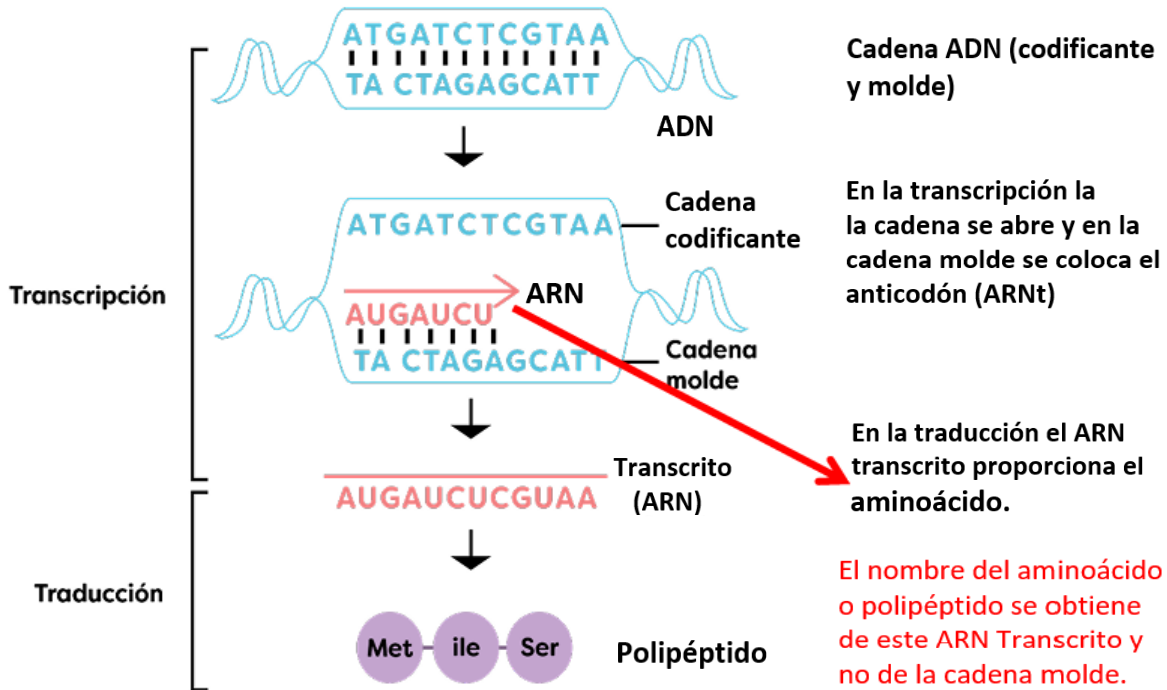 ATGATCTCGTAA
TA CTAGAGCATT
ADN
Cadena ADN (codificante
y molde)
Transcripción
ATGATCTCGTAA
Cadena
codificante
ARN
AUGAUCU
TA CTAGAGCATT
Cadena
molde
En la transcripción la
la cadena se abre y en la
cadena molde se coloca el
anticodón (ARNt)
AUGAUCUCGUAA
Transcrito
(ARN)
En la traducción el ARN
transcrito proporciona el
aminoácido.
Traducción
Met
ile
Ser
Polipéptido
El nombre del aminoácido
o polipéptido se obtiene
de este ARN Transcrito y
no de la cadena molde.